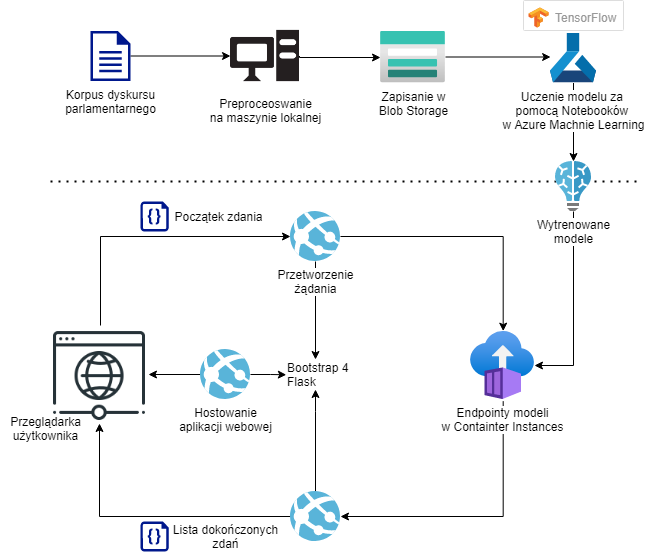 TensorFlow
Korpus dyskursu
parlamentarnego
Preproceoswanie
na maszynie lokalnej
Zapisanie w
Blob Storage
Uczenie modelu za
pomocą Notebooków
w Azure Machnie Learning
Wytrenowane
modele
{}
Początek zdania
Przetworzenie
żądania
Bootstrap 4
Flask
Hostowanie
aplikacji webowej
Przeglądarka
użytkownika
Endpointy modeli
w Containter Instances
{}
Lista dokończonych
zdań